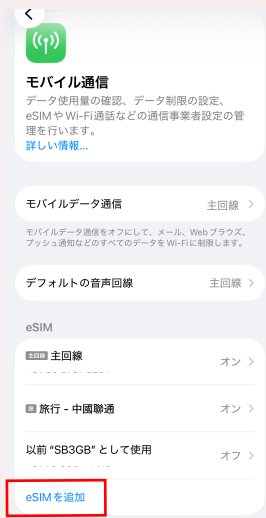 モバイル通信
データ使用量の確認、データ制限の設定、
eSIMやWi-Fi通話などの通信事業者設定の管
理を行います。
詳しい情報...
モバイルデータ通信 主回線
モバイルデータ通信をオフにして、メール、Webブラウズ、
プッシュ通知などのすべてのデータをWi-Fiに制限します。
デフォルトの音声回線 主回線
eSIM
主回線 主回線 オン
旅 旅行 - 中國聯通 オン
以前 “SB3GB” として使用 オフ
eSIMを追加